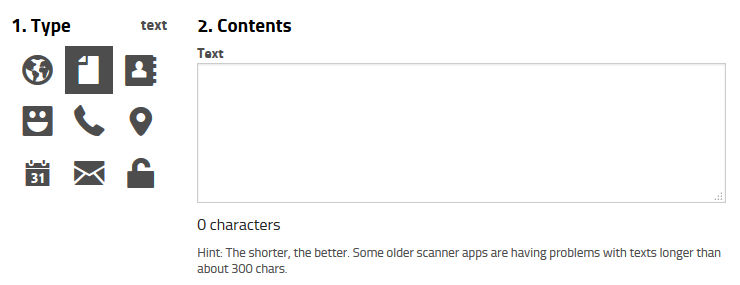 1. Type
text
2. Contents
Text
31
0 characters
Hint: The shorter, the better. Some older scanner apps are having problems with texts longer than
about 300 chars.